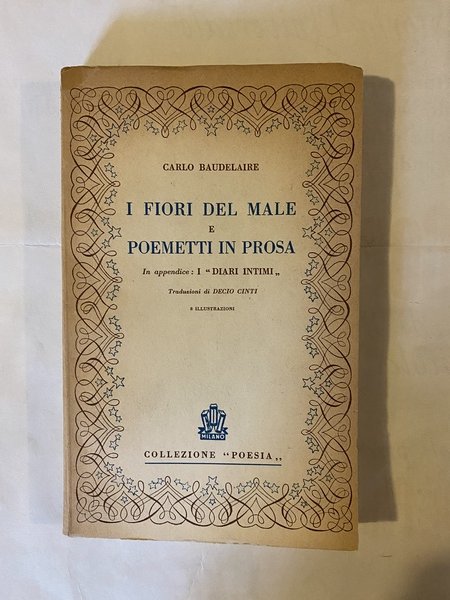 CARLO BAUDELAIRE
I FIORI DEL MALE
E
POEMETTI IN PROSA
In appendice: I "DIARI INTIMI„
Traduzioni di DECIO CINTI
8 ILLUSTRAZIONI
MILANO
COLLEZIONE “POESIA„